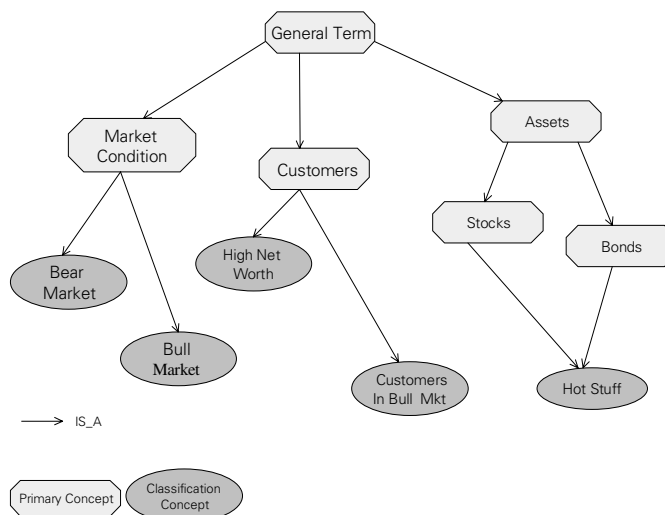 General Term
Market
Condition
Customers
Assets
Stocks
Bonds
Bear
Market
High Net
Worth
Bull
Market
Customers
In Bull Mkt
Hot Stuff
IS_A
Primary Concept
Classification
Concept